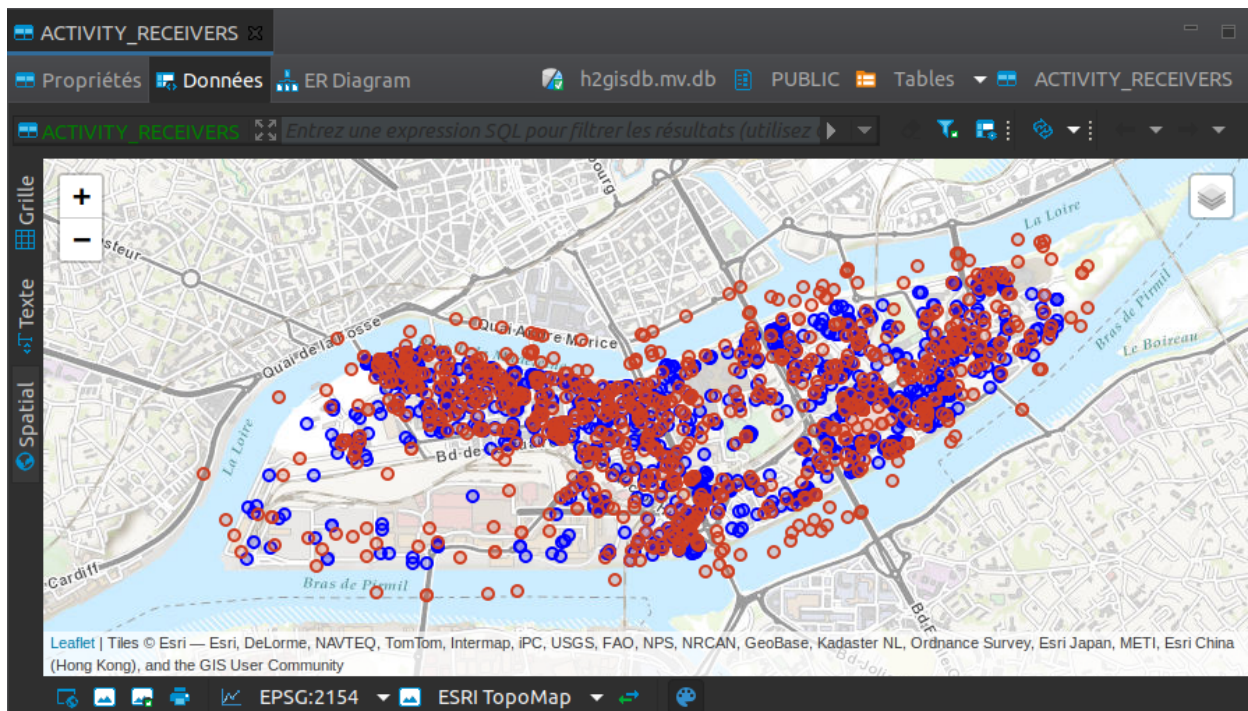 ACTIVITY_RECEIVERS
Propriétés Données ER Diagram h2gisdb.mv.db PUBLIC Tables ACTIVITY_RECEIVERS
ACTIVITY_RECEIVERS Entrez une expression SQL pour filtrer les résultats (utilisez
Grille
Texte
Spatial
+
−
La Loire
Quai de la Fosse
Quai André Morice
Bras de Pirmil
Le Boireau
La Loire
Bd de
Cardiff
Bras de Pirmil
Leaflet | Tiles © Esri — Esri, DeLorme, NAVTEQ, TomTom, Intermap, iPC, USGS, FAO, NPS, NRCAN, GeoBase, Kadaster NL, Ordnance Survey, Esri Japan, METI, Esri China
(Hong Kong), and the GIS User Community
EPSG:2154 ESRI TopoMap